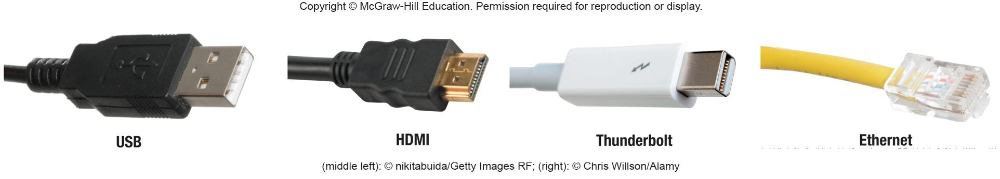 Copyright © McGraw-Hill Education. Permission required for reproduction or display.
USB
HDMI
Thunderbolt
Ethernet
(middle left): © nikitabuida/Getty Images RF; (right): © Chris Willson/Alamy